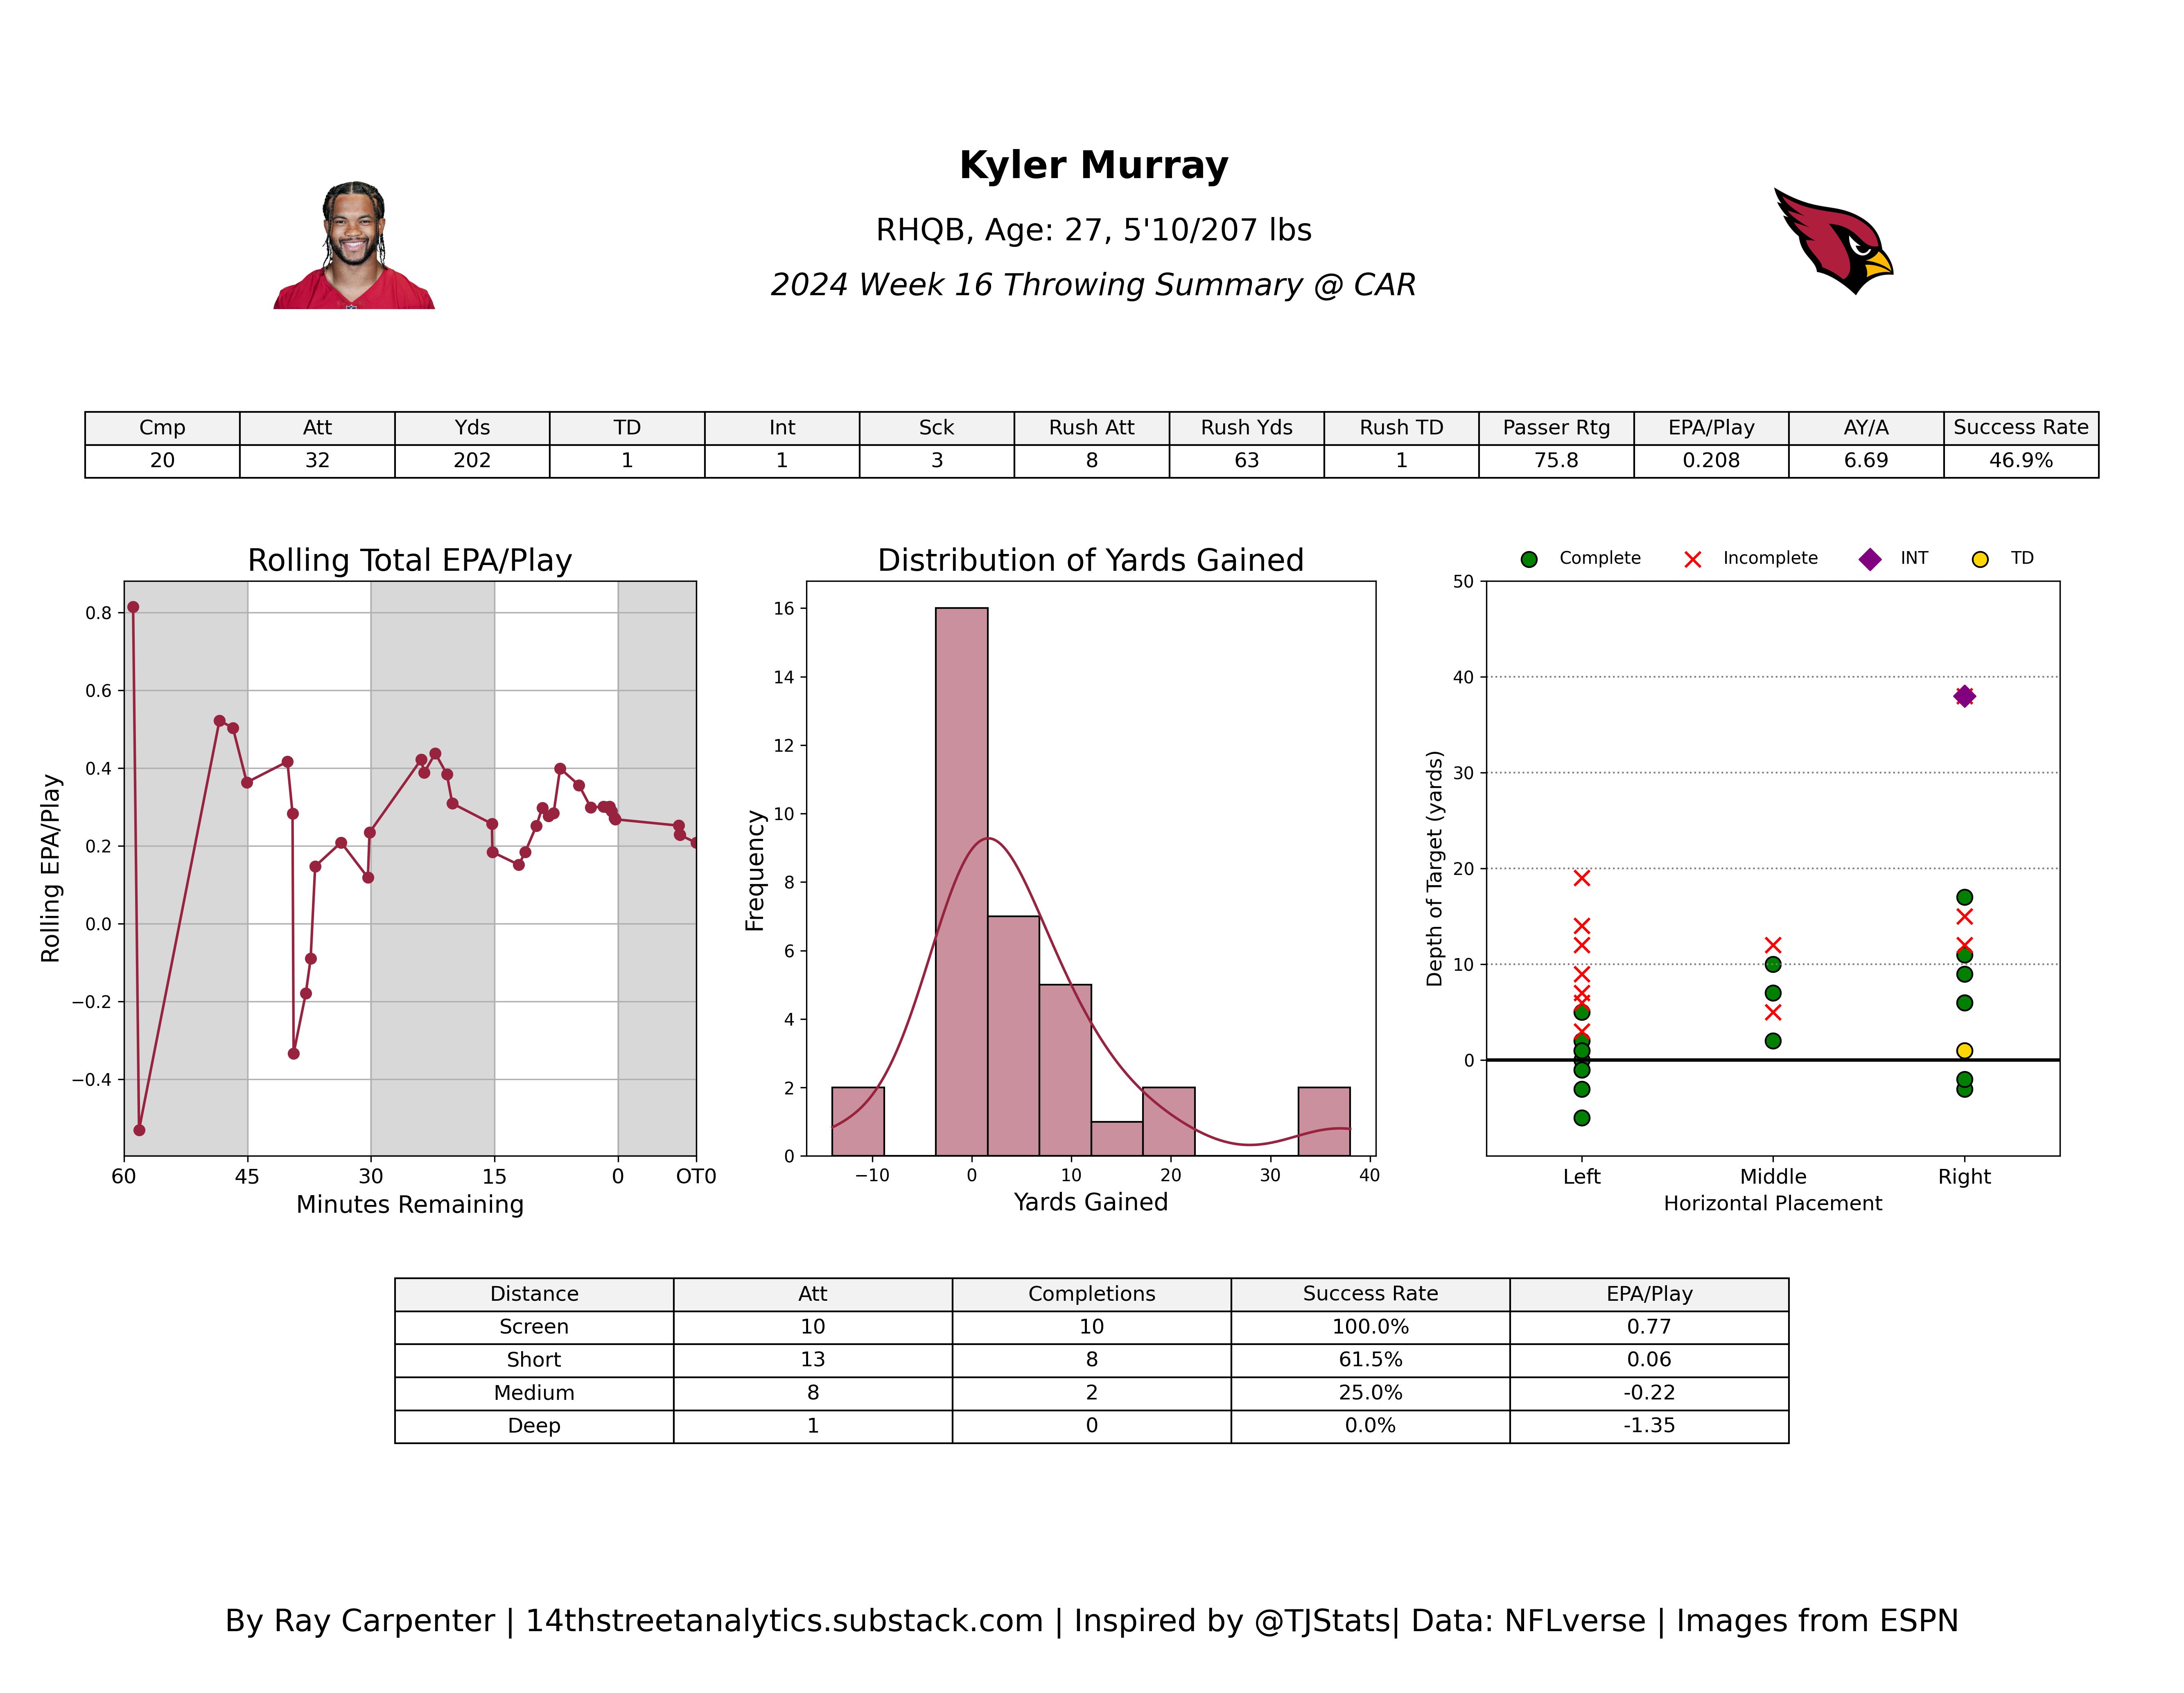 Kyler Murray
RHQB, Age: 27, 5'10/207 lbs
2024 Week 16 Throwing Summary @ CAR
Cmp Att Yds TD Int Sck Rush Att Rush Yds Rush TD Passer Rtg EPA/Play AY/A Success Rate
20 32 202 1 1 3 8 63 1 75.8 0.208 6.69 46.9%
Rolling Total EPA/Play
0.8
0.6
0.4
0.2
0.0
−0.2
−0.4
Rolling EPA/Play
60 45 30 15 0 OT0
Minutes Remaining
Distribution of Yards Gained
16
14
12
10
8
6
4
2
0
Frequency
−10 0 10 20 30 40
Yards Gained
Complete Incomplete INT TD
50
40
30
20
10
0
Depth of Target (yards)
Left Middle Right
Horizontal Placement
Distance Att Completions Success Rate EPA/Play
Screen 10 10 100.0% 0.77
Short 13 8 61.5% 0.06
Medium 8 2 25.0% -0.22
Deep 1 0 0.0% -1.35
By Ray Carpenter | 14thstreetanalytics.substack.com | Inspired by @TJStats| Data: NFLverse | Images from ESPN